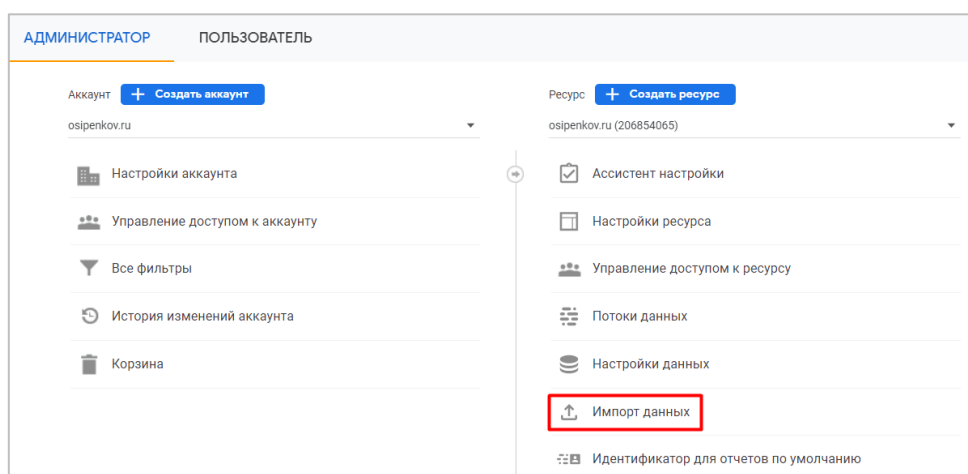 АДМИНИСТРАТОР ПОЛЬЗОВАТЕЛЬ
Аккаунт + Создать аккаунт
osipenkov.ru
Настройки аккаунта
Управление доступом к аккаунту
Все фильтры
История изменений аккаунта
Корзина
Ресурс + Создать ресурс
osipenkov.ru (206854065)
Ассистент настройки
Настройки ресурса
Управление доступом к ресурсу
Потоки данных
Настройки данных
Импорт данных
Идентификатор для отчетов по умолчанию